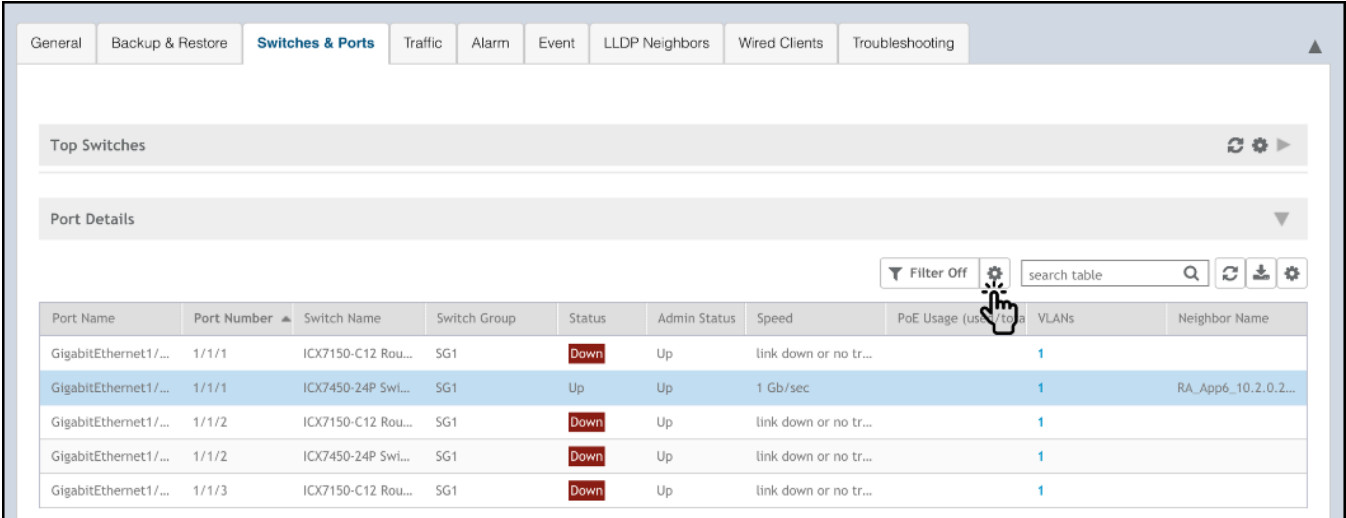 General Backup & Restore Switches & Ports Traffic Alarm Event LLDP Neighbors Wired Clients Troubleshooting
Top Switches
Port Details
Filter Off search table
Port Name Port Number Switch Name Switch Group Status Admin Status Speed PoE Usage (used/tota VLANs Neighbor Name
GigabitEthernet1/... 1/1/1 ICX7150-C12 Rou... SG1 Down Up link down or no tr... 1
GigabitEthernet1/... 1/1/1 ICX7450-24P Swi... SG1 Up Up 1 Gb/sec 1 RA_App6_10.2.0.2...
GigabitEthernet1/... 1/1/2 ICX7150-C12 Rou... SG1 Down Up link down or no tr... 1
GigabitEthernet1/... 1/1/2 ICX7450-24P Swi... SG1 Down Up link down or no tr... 1
GigabitEthernet1/... 1/1/3 ICX7150-C12 Rou... SG1 Down Up link down or no tr... 1